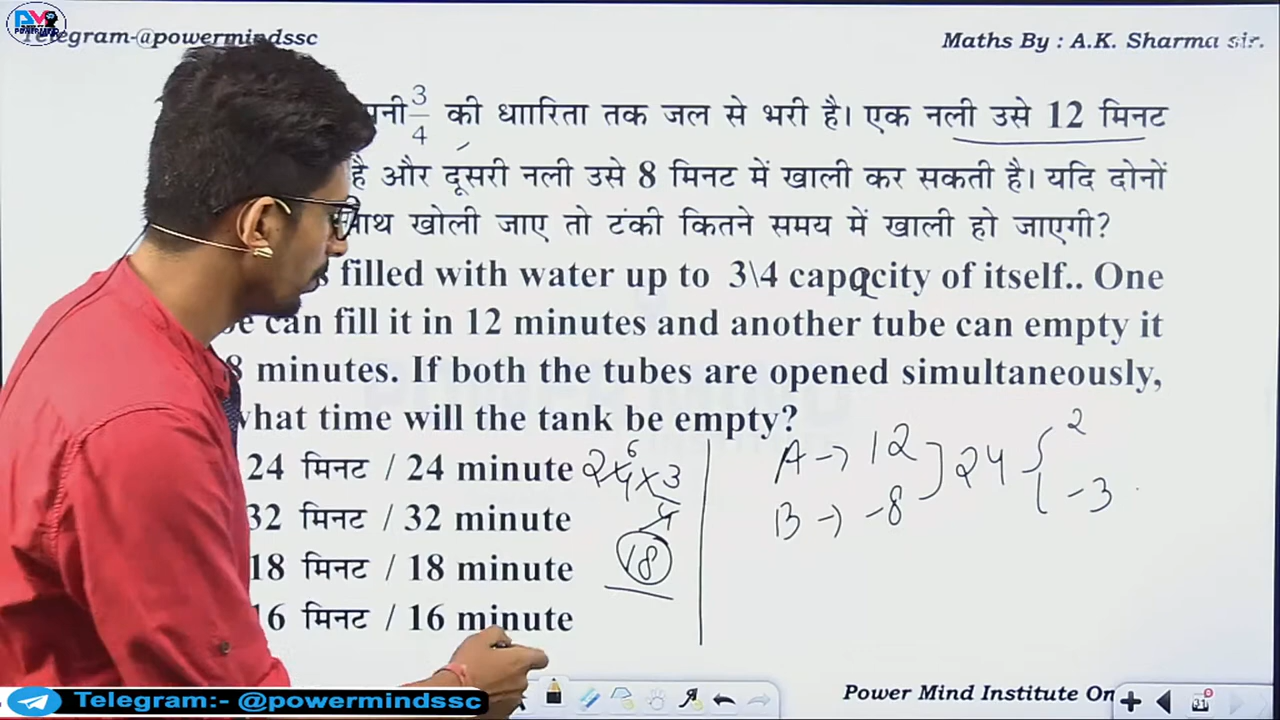 Telegram-@powermindssc
Maths By : A.K. Sharma sir.
3/4 की धाारिता तक जल से भरी है। एक नली उसे 12 मिनट
है और दूसरी नली उसे 8 मिनट में खाली कर सकती है। यदि दोनों
खोली जाए तो टंकी कितने समय में खाली हो जाएगी?
filled with water up to 3\4 capacity of itself.. One
can fill it in 12 minutes and another tube can empty it
8 minutes. If both the tubes are opened simultaneously,
what time will the tank be empty?
24 मिनट / 24 minute
32 मिनट / 32 minute
18 मिनट / 18 minute
16 मिनट / 16 minute
6
24 × 3
4
18
A → 12
B → -8
24
2
-3
Power Mind Institute On
Telegram:- @powermindssc